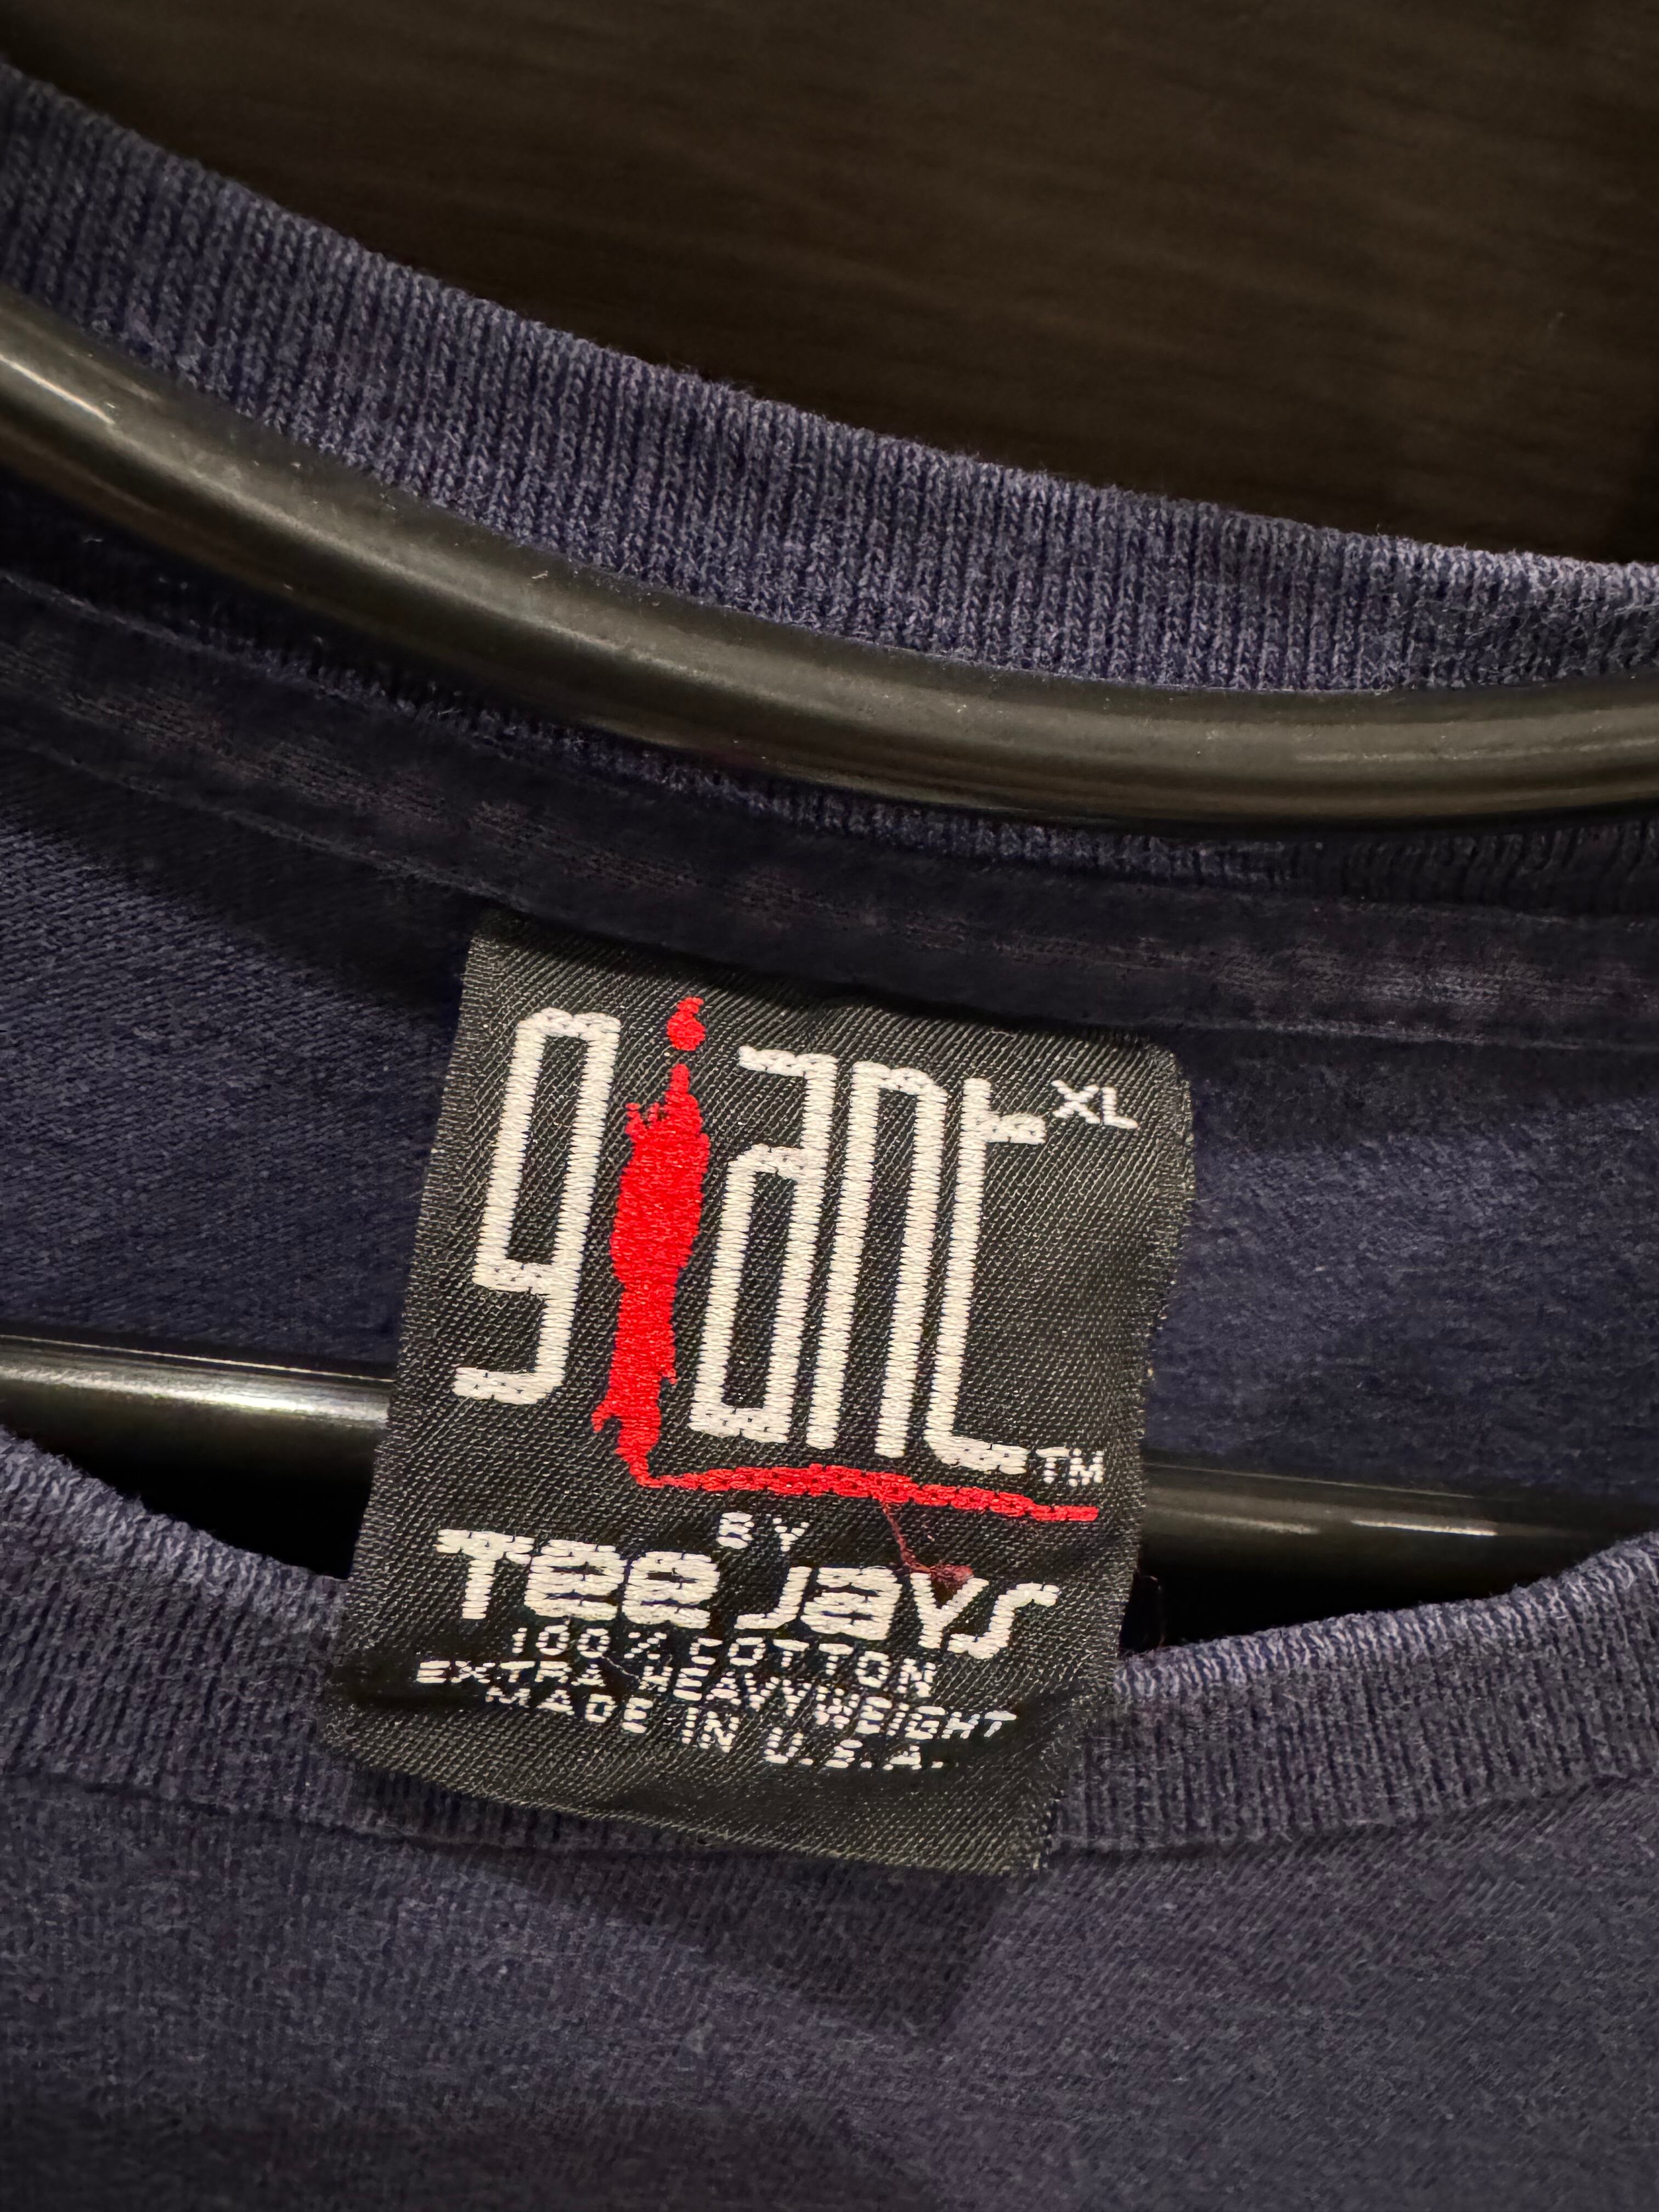 giant XL
TM
BY
TEE JAYS
100% COTTON
EXTRA HEAVYWEIGHT
MADE IN U.S.A.